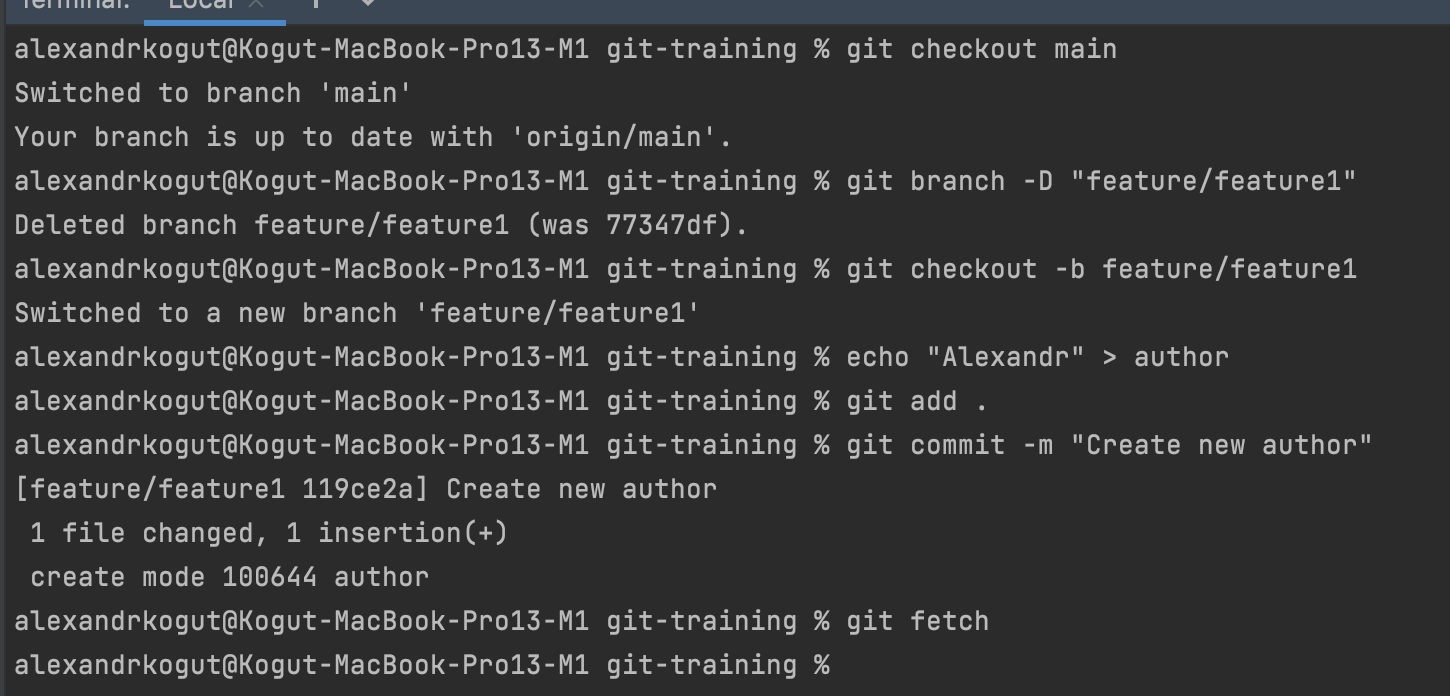 Terminal: Local
alexandrkogut@Kogut-MacBook-Pro13-M1 git-training % git checkout main
Switched to branch 'main'
Your branch is up to date with 'origin/main'.
alexandrkogut@Kogut-MacBook-Pro13-M1 git-training % git branch -D "feature/feature1"
Deleted branch feature/feature1 (was 77347df).
alexandrkogut@Kogut-MacBook-Pro13-M1 git-training % git checkout -b feature/feature1
Switched to a new branch 'feature/feature1'
alexandrkogut@Kogut-MacBook-Pro13-M1 git-training % echo "Alexandr" > author
alexandrkogut@Kogut-MacBook-Pro13-M1 git-training % git add .
alexandrkogut@Kogut-MacBook-Pro13-M1 git-training % git commit -m "Create new author"
[feature/feature1 119ce2a] Create new author
 1 file changed, 1 insertion(+)
 create mode 100644 author
alexandrkogut@Kogut-MacBook-Pro13-M1 git-training % git fetch
alexandrkogut@Kogut-MacBook-Pro13-M1 git-training %